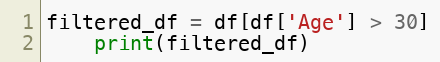 1 filtered_df = df[df['Age'] > 30]
2     print(filtered_df)